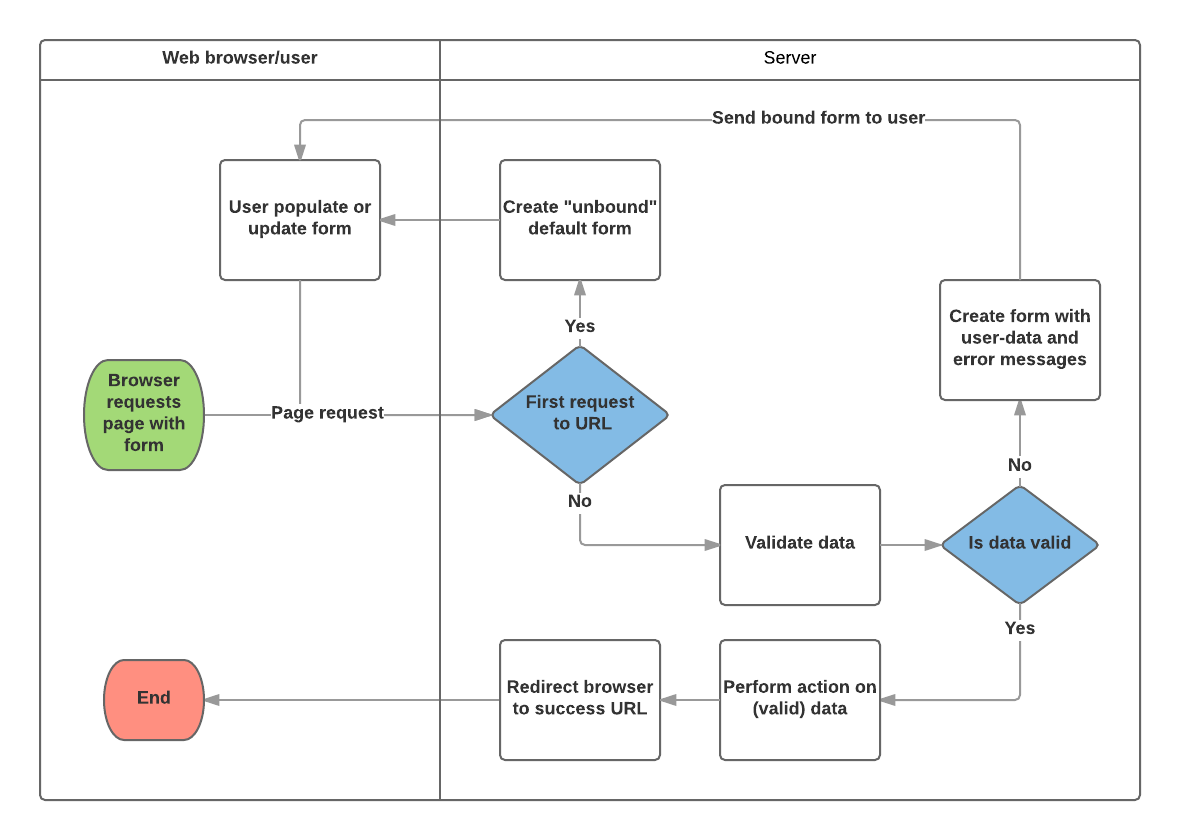 Web browser/user
Server
Send bound form to user
User populate or
update form
Create "unbound"
default form
Yes
Create form with
user-data and
error messages
Browser
requests
page with
form
Page request
First request
to URL
No
No
Validate data
Is data valid
Yes
End
Redirect browser
to success URL
Perform action on
(valid) data